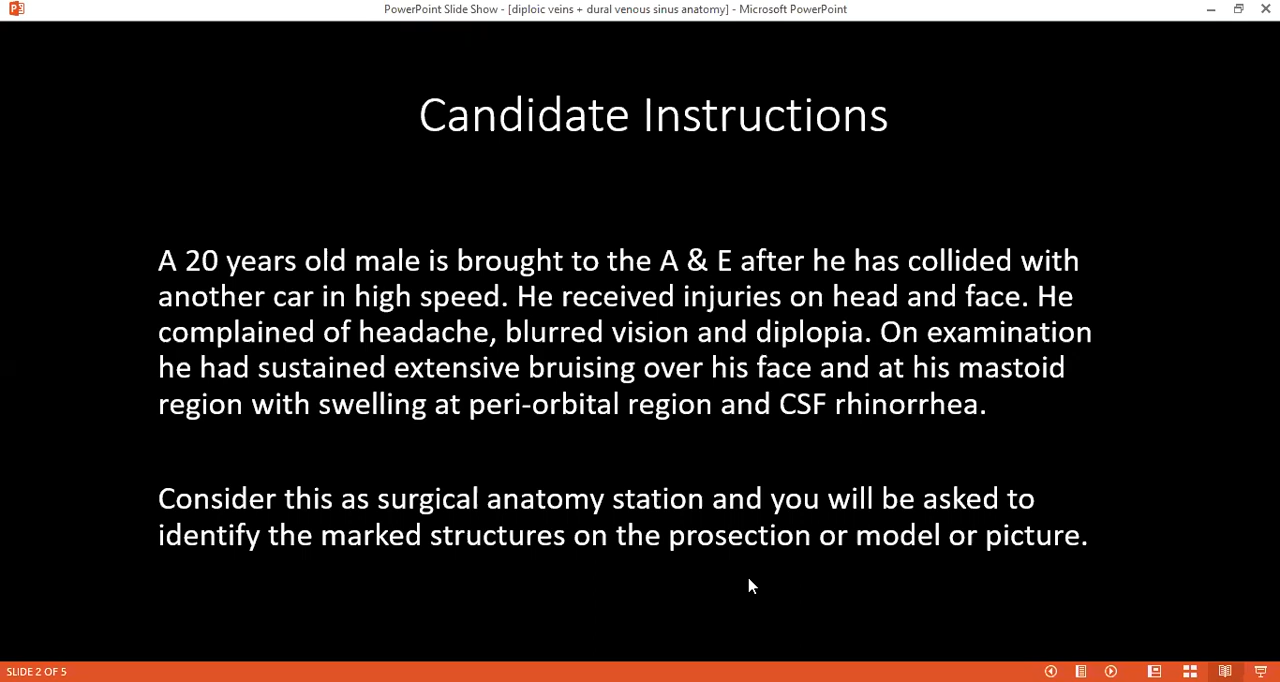 PowerPoint Slide Show - [diploic veins + dural venous sinus anatomy] - Microsoft PowerPoint
Candidate Instructions
A 20 years old male is brought to the A & E after he has collided with
another car in high speed. He received injuries on head and face. He
complained of headache, blurred vision and diplopia. On examination
he had sustained extensive bruising over his face and at his mastoid
region with swelling at peri-orbital region and CSF rhinorrhea.
Consider this as surgical anatomy station and you will be asked to
identify the marked structures on the prosection or model or picture.
SLIDE 2 OF 5